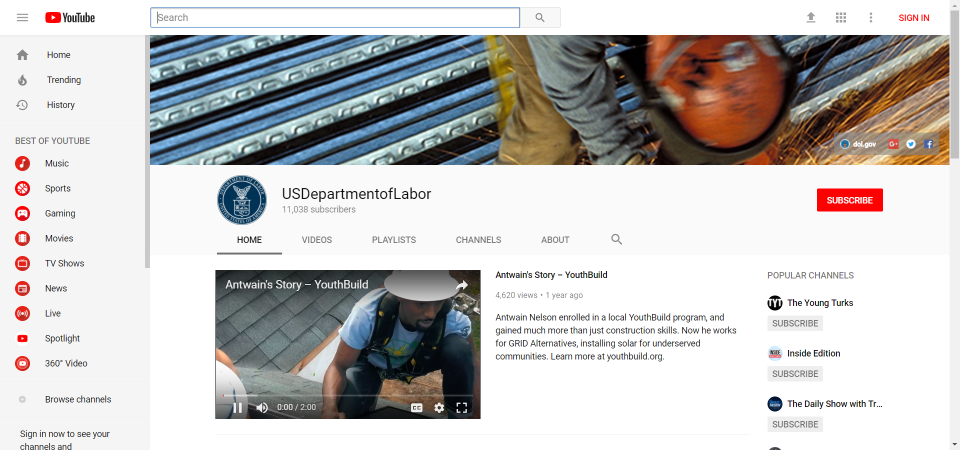 YouTube
Search
SIGN IN
Home
Trending
History
BEST OF YOUTUBE
Music
Sports
Gaming
Movies
TV Shows
News
Live
Spotlight
360° Video
Browse channels
Sign in now to see your
channels and
dol.gov
USDepartmentofLabor
11,038 subscribers
SUBSCRIBE
HOME
VIDEOS
PLAYLISTS
CHANNELS
ABOUT
Antwain's Story – YouthBuild
0:00 / 2:00
CC
Antwain's Story – YouthBuild
4,620 views • 1 year ago
Antwain Nelson enrolled in a local YouthBuild program, and
gained much more than just construction skills. Now he works
for GRID Alternatives, installing solar for underserved
communities. Learn more at youthbuild.org.
POPULAR CHANNELS
TYT
The Young Turks
SUBSCRIBE
Inside Edition
SUBSCRIBE
The Daily Show with Tr...
SUBSCRIBE